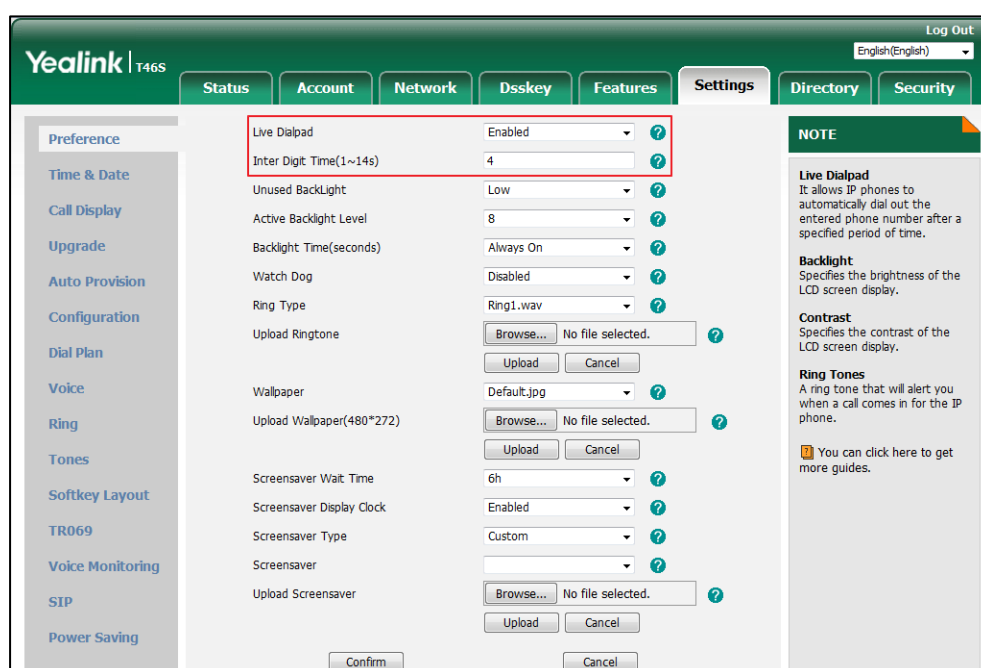 Log Out
English(English)
Yealink | T46S
Status Account Network Dsskey Features Settings Directory Security
Preference
Time & Date
Call Display
Upgrade
Auto Provision
Configuration
Dial Plan
Voice
Ring
Tones
Softkey Layout
TR069
Voice Monitoring
SIP
Power Saving
Live Dialpad Enabled ?
Inter Digit Time(1~14s) 4 ?
Unused BackLight Low ?
Active Backlight Level 8 ?
Backlight Time(seconds) Always On ?
Watch Dog Disabled ?
Ring Type Ring1.wav ?
Upload Ringtone Browse... No file selected. ?
Upload Cancel
Wallpaper Default.jpg ?
Upload Wallpaper(480*272) Browse... No file selected. ?
Upload Cancel
Screensaver Wait Time 6h ?
Screensaver Display Clock Enabled ?
Screensaver Type Custom ?
Screensaver ?
Upload Screensaver Browse... No file selected. ?
Upload Cancel
Confirm Cancel
NOTE
Live Dialpad
It allows IP phones to
automatically dial out the
entered phone number after a
specified period of time.
Backlight
Specifies the brightness of the
LCD screen display.
Contrast
Specifies the contrast of the
LCD screen display.
Ring Tones
A ring tone that will alert you
when a call comes in for the IP
phone.
? You can click here to get
more guides.